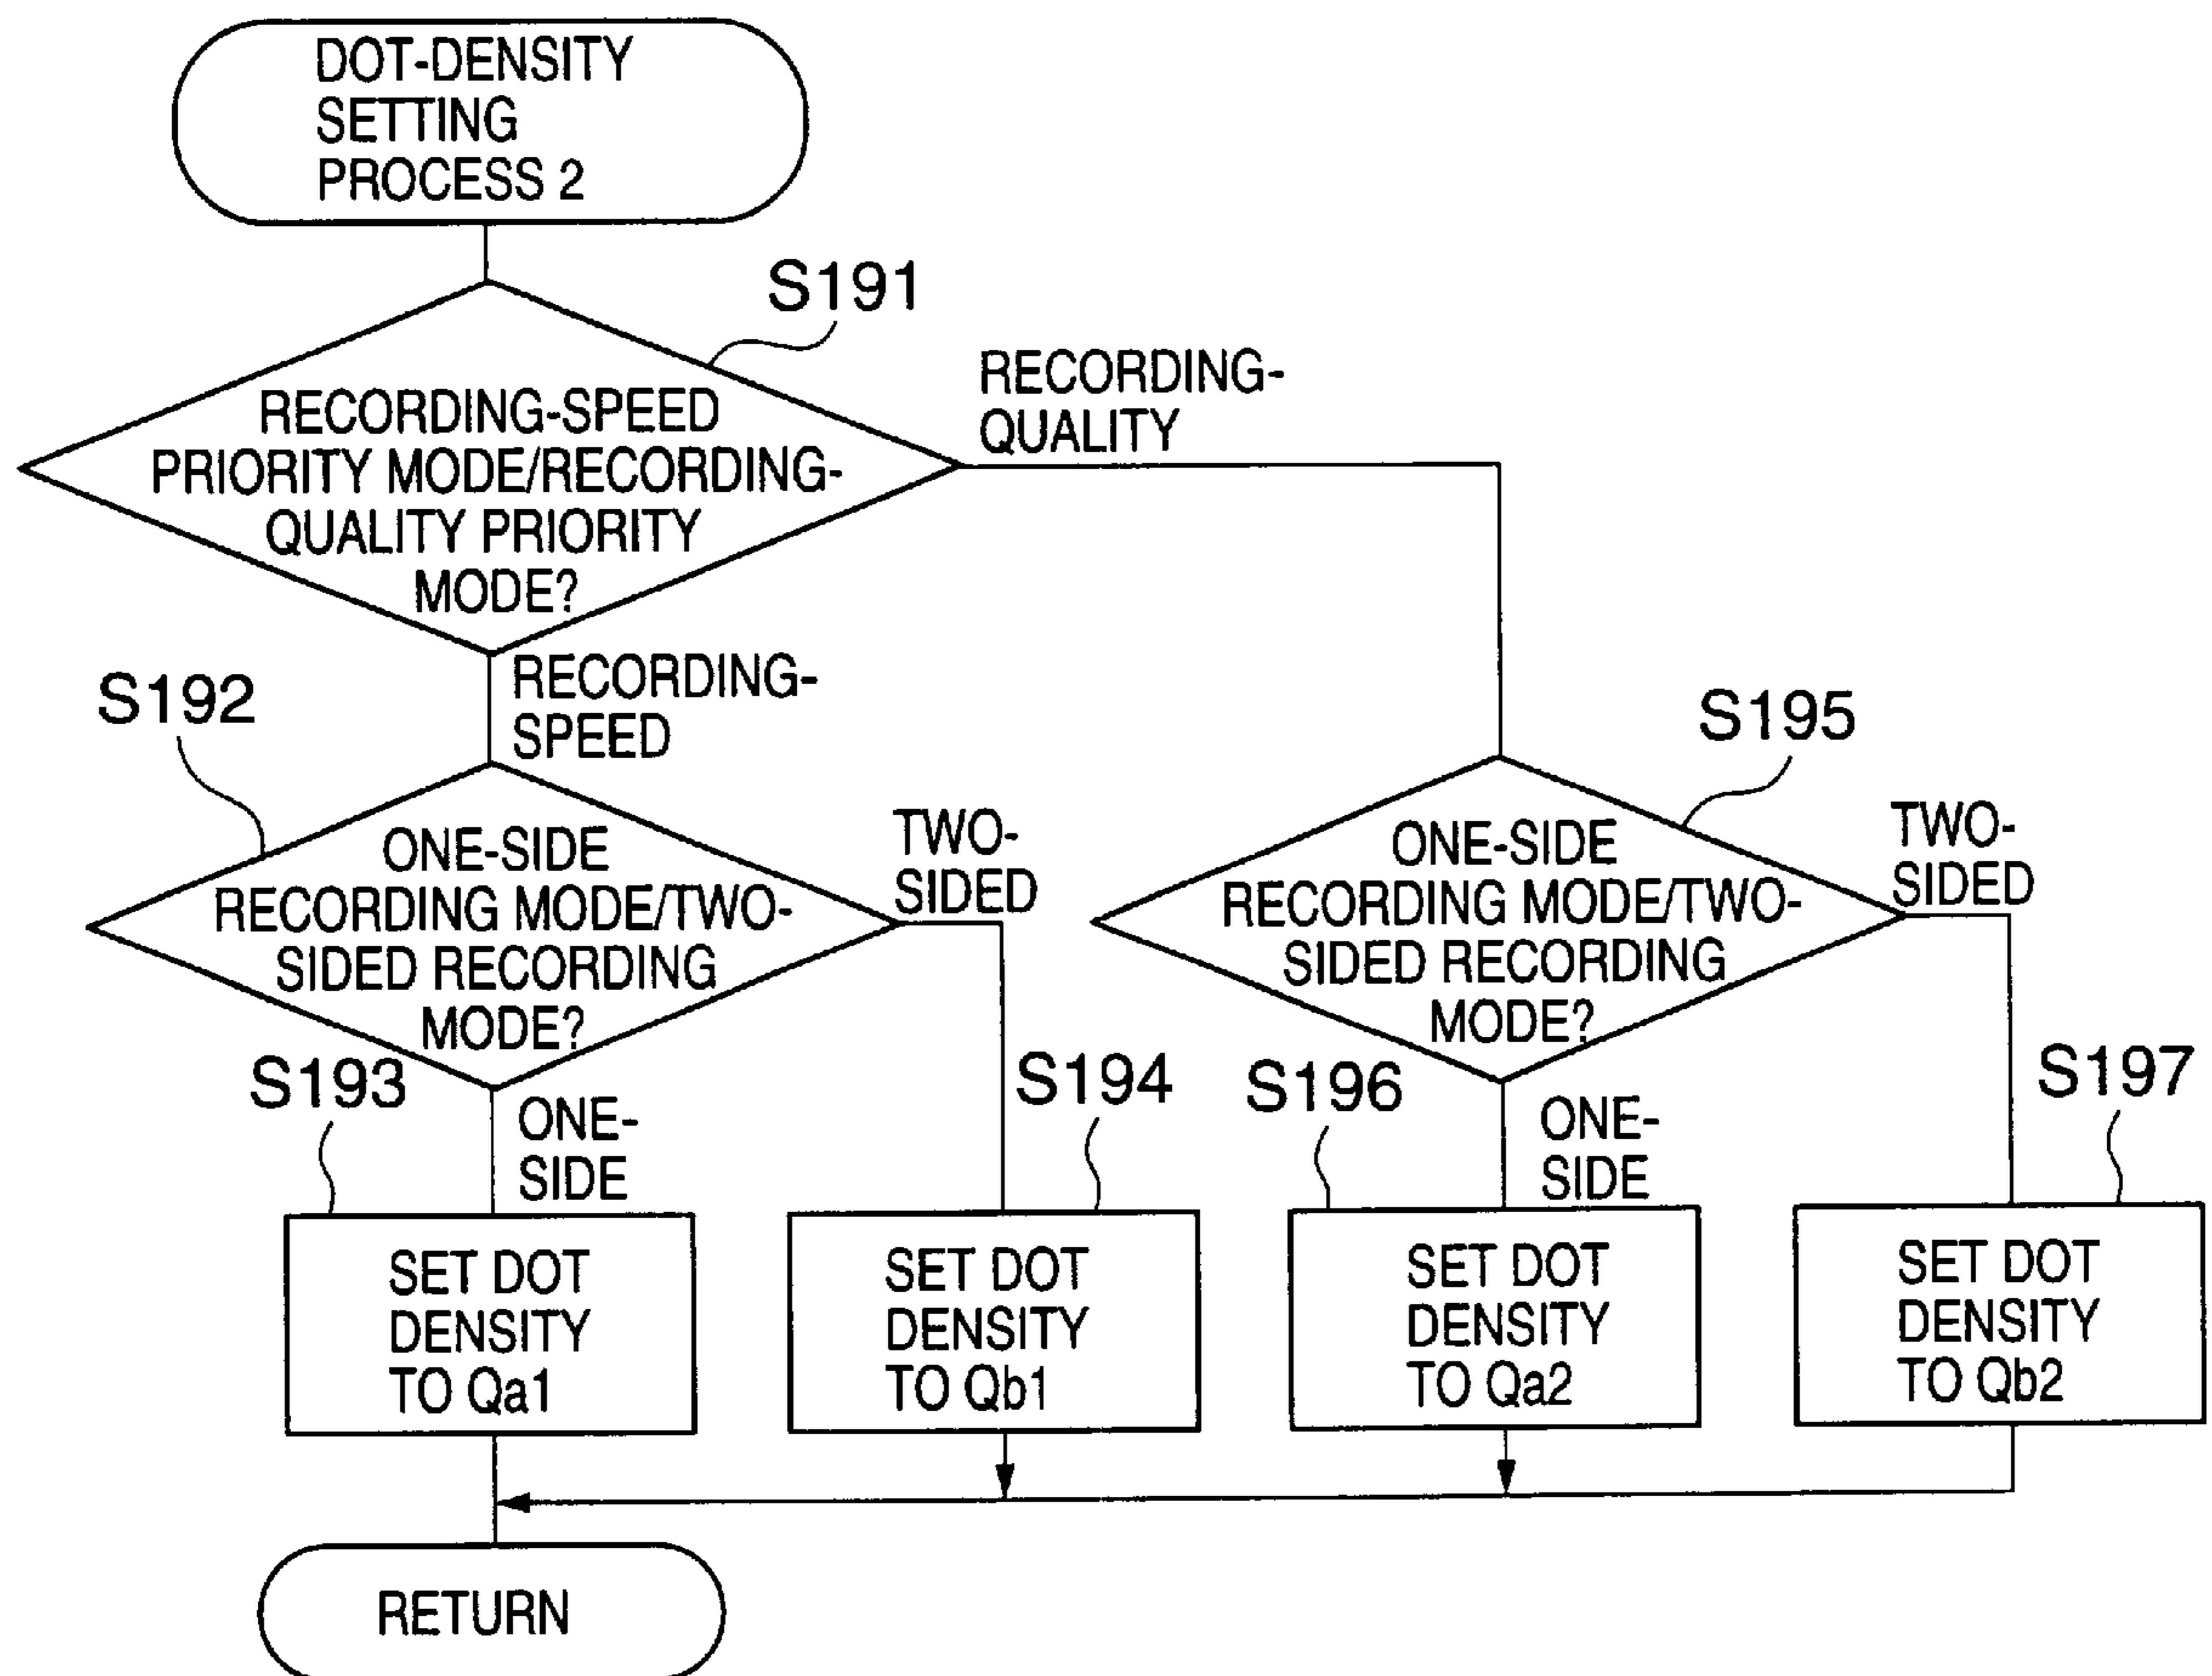 DOT-DENSITY
SETTING
PROCESS 2
S191
RECORDING-SPEED
PRIORITY MODE/RECORDING-
QUALITY PRIORITY
MODE?
RECORDING-
QUALITY
RECORDING-
SPEED
S192
ONE-SIDE
RECORDING MODE/TWO-
SIDED RECORDING
MODE?
TWO-
SIDED
S195
ONE-SIDE
RECORDING MODE/TWO-
SIDED RECORDING
MODE?
TWO-
SIDED
S193
ONE-
SIDE
S194
S196
ONE-
SIDE
S197
SET DOT
DENSITY
TO Qa1
SET DOT
DENSITY
TO Qb1
SET DOT
DENSITY
TO Qa2
SET DOT
DENSITY
TO Qb2
RETURN